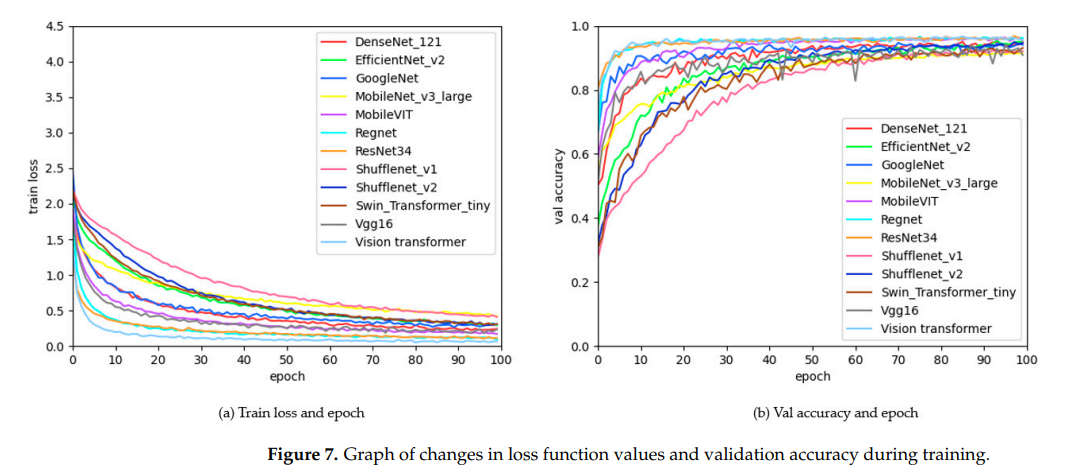 4.5
4.0
3.5
3.0
2.5
2.0
1.5
1.0
0.5
0.0
train loss
0 10 20 30 40 50 60 70 80 90 100
epoch
DenseNet_121
EfficientNet_v2
GoogleNet
MobileNet_v3_large
MobileVIT
Regnet
ResNet34
Shufflenet_v1
Shufflenet_v2
Swin_Transformer_tiny
Vgg16
Vision transformer
(a) Train loss and epoch
1.0
0.8
0.6
0.4
0.2
0.0
val accuracy
0 10 20 30 40 50 60 70 80 90 100
epoch
DenseNet_121
EfficientNet_v2
GoogleNet
MobileNet_v3_large
MobileVIT
Regnet
ResNet34
Shufflenet_v1
Shufflenet_v2
Swin_Transformer_tiny
Vgg16
Vision transformer
(b) Val accuracy and epoch
Figure 7. Graph of changes in loss function values and validation accuracy during training.